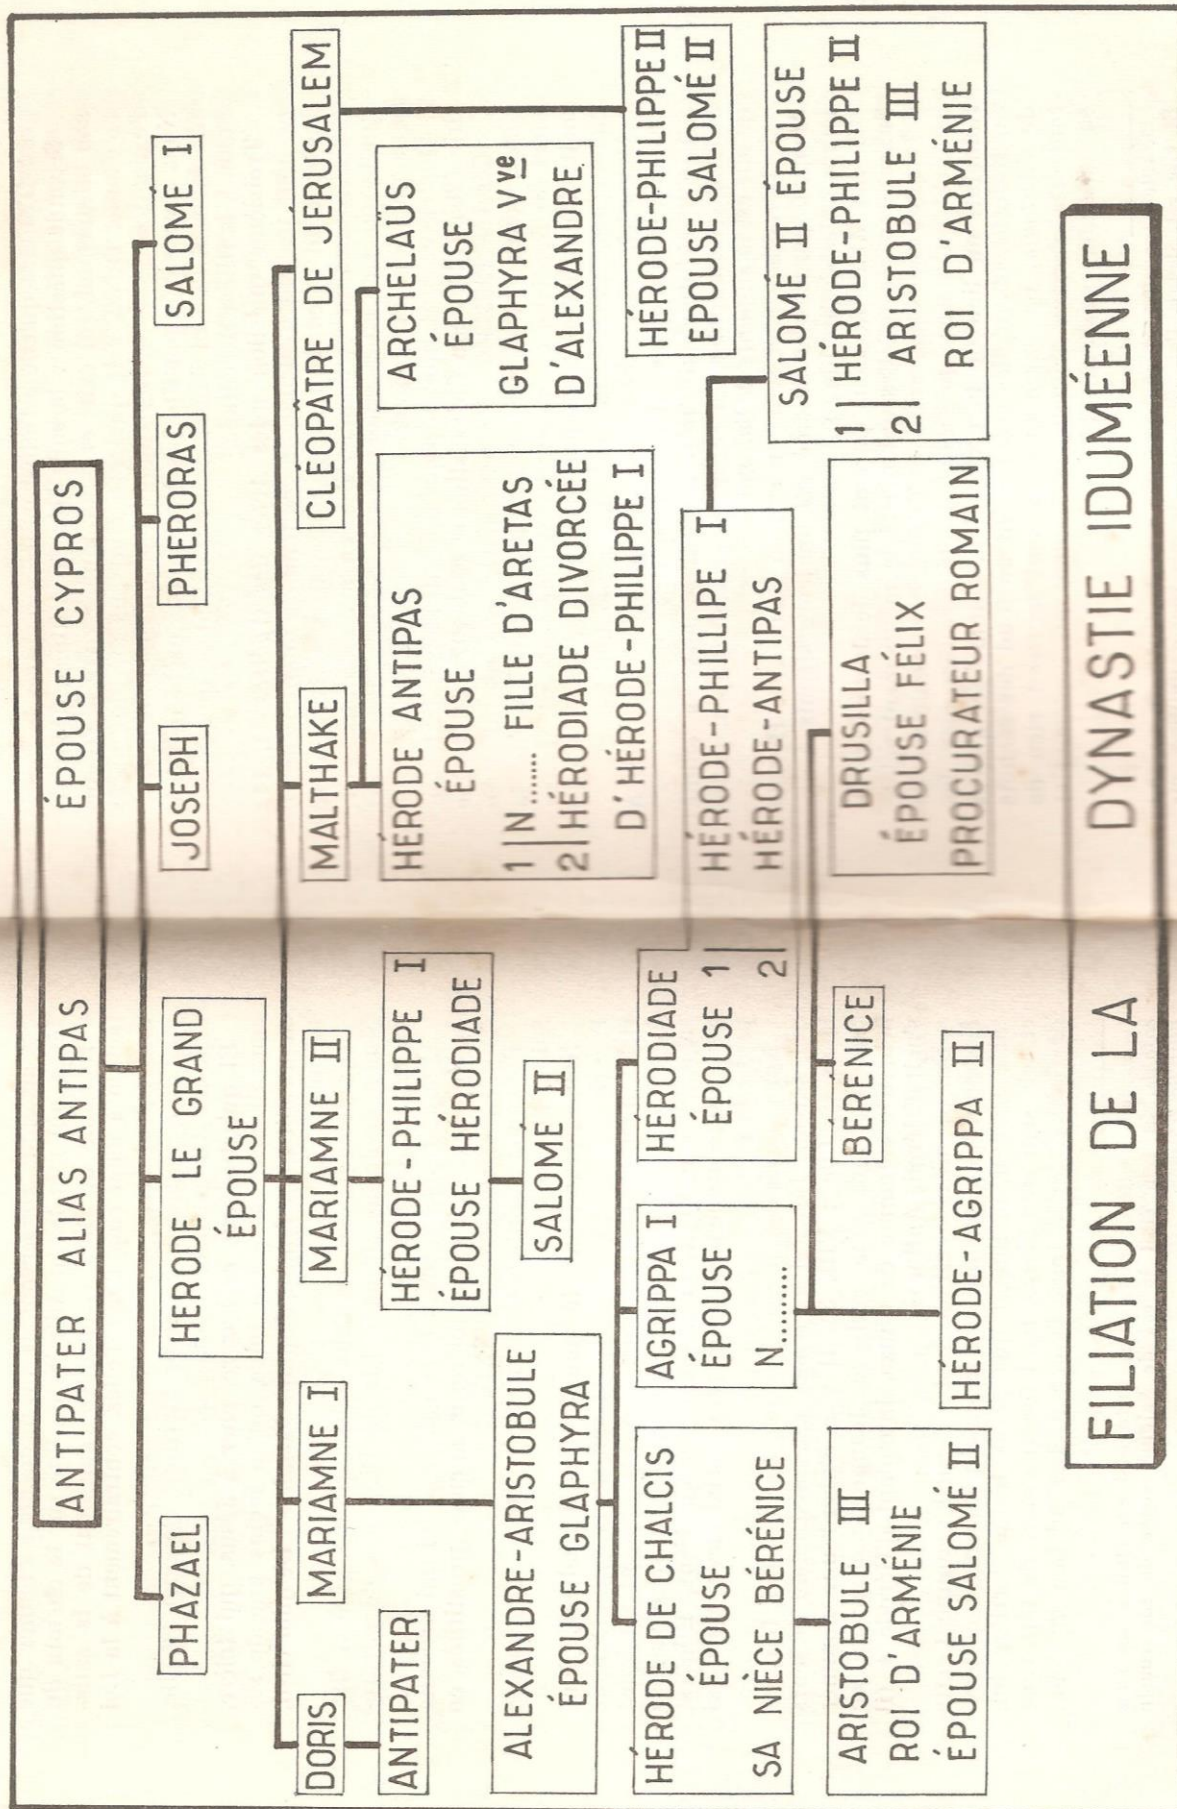 ANTIPATER ALIAS ANTIPAS ÉPOUSE CYPROS
PHAZAEL
HERODE LE GRAND
ÉPOUSE
JOSEPH
PHERORAS
SALOMÉ I
DORIS
MARIAMNE I
MARIAMNE II
MALTHAKE
CLÉOPÂTRE DE JÉRUSALEM
ANTIPATER
ALEXANDRE-ARISTOBULE
ÉPOUSE GLAPHYRA
HÉRODE-PHILIPPE I
ÉPOUSE HÉRODIADE
SALOMÉ II
HÉRODE ANTIPAS
ÉPOUSE
1| N....... FILLE D'ARETAS
2| HÉRODIADE DIVORCÉE
D'HÉRODE-PHILIPPE I
ARCHELAÜS
ÉPOUSE
GLAPHYRA Vve
D'ALEXANDRE.
HÉRODE-PHILIPPE II
EPOUSE SALOMÉ II
HÉRODE DE CHALCIS
ÉPOUSE
SA NIÈCE BÉRÉNICE
AGRIPPA I
ÉPOUSE
N..........
HÉRODIADE
ÉPOUSE 1| HÉRODE-PHILLIPE I
2| HÉRODE-ANTIPAS
SALOMÉ II ÉPOUSE
1| HÉRODE-PHILIPPE II
2| ARISTOBULE III
ROI D'ARMÉNIE
ARISTOBULE III
ROI D'ARMÉNIE
ÉPOUSE SALOMÉ II
HÉRODE-AGRIPPA II
BÉRENICE
DRUSILLA
ÉPOUSE FÉLIX
PROCURATEUR ROMAIN
FILIATION DE LA DYNASTIE IDUMÉENNE